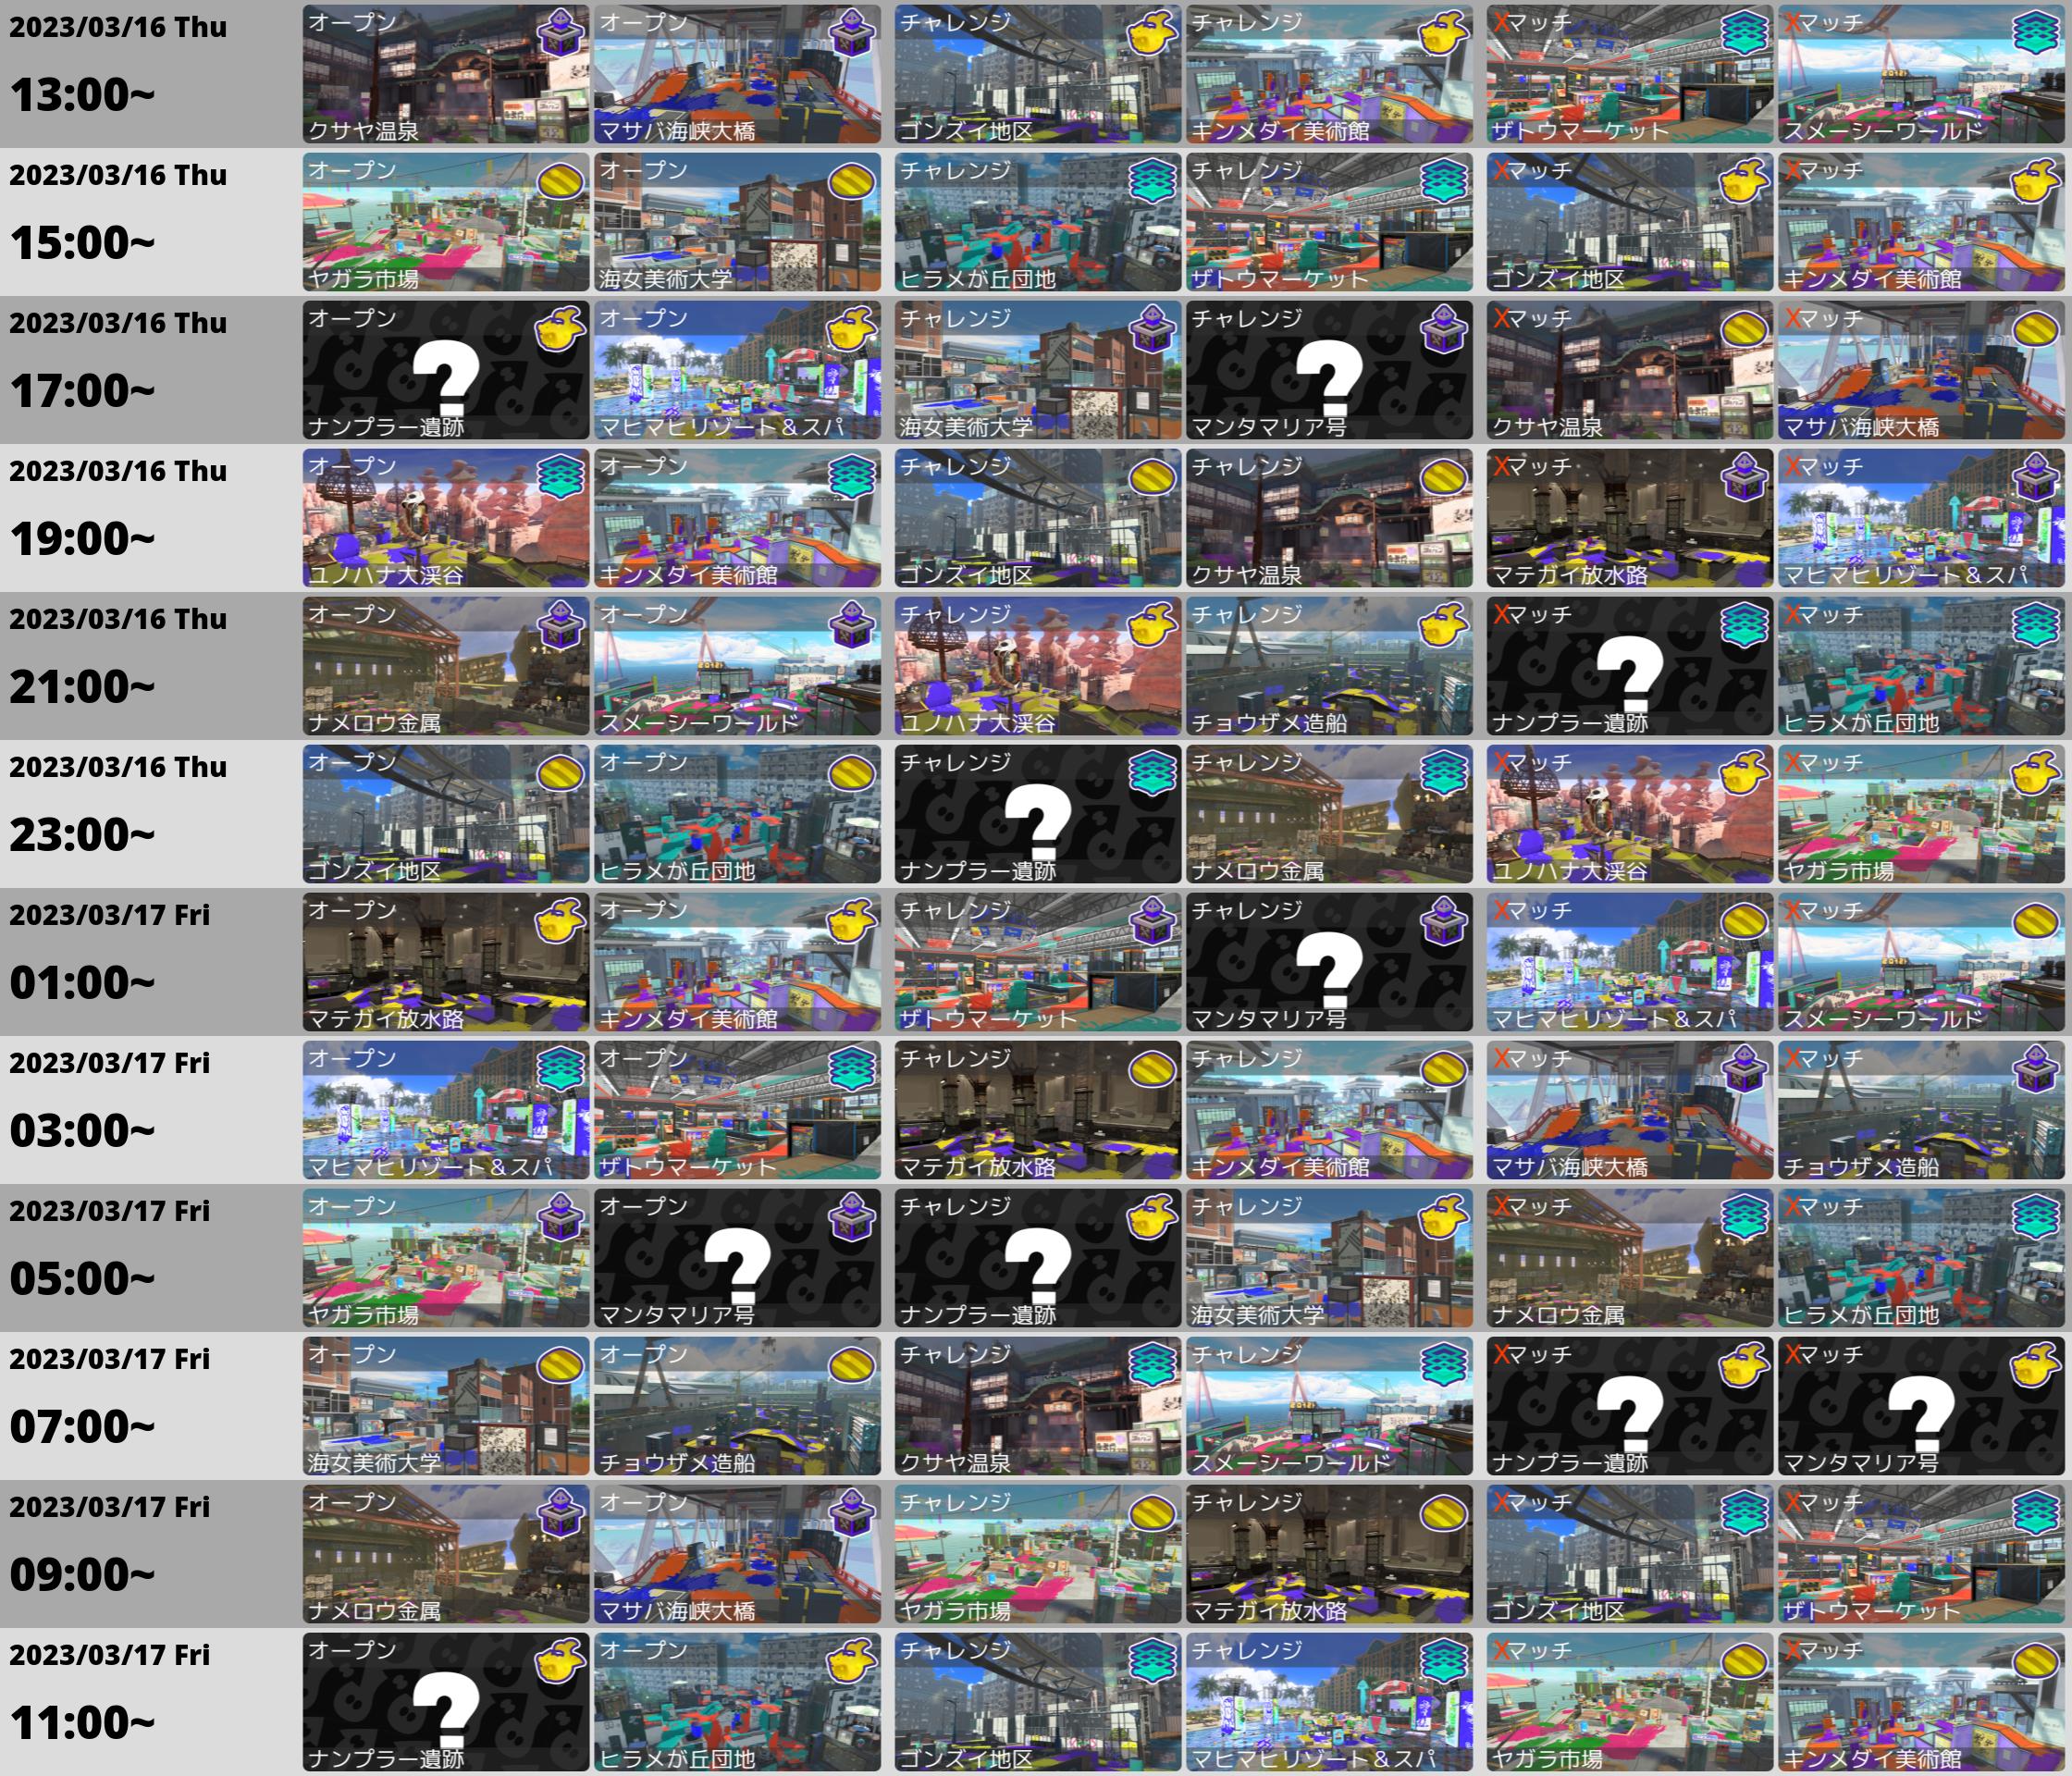 2023/03/16 Thu
13:00~
オープン
クサヤ温泉
オープン
マサバ海峡大橋
チャレンジ
ゴンズイ地区
チャレンジ
キンメダイ美術館
Xマッチ
ザトウマーケット
Xマッチ
スメーシーワールド
2023/03/16 Thu
15:00~
オープン
ヤガラ市場
オープン
海女美術大学
チャレンジ
ヒラメが丘団地
チャレンジ
ザトウマーケット
Xマッチ
ゴンズイ地区
Xマッチ
キンメダイ美術館
2023/03/16 Thu
17:00~
オープン
?
ナンプラー遺跡
オープン
マヒマヒリゾート&スパ
チャレンジ
海女美術大学
チャレンジ
?
マンタマリア号
Xマッチ
クサヤ温泉
Xマッチ
マサバ海峡大橋
2023/03/16 Thu
19:00~
オープン
ユノハナ大渓谷
オープン
キンメダイ美術館
チャレンジ
ゴンズイ地区
チャレンジ
クサヤ温泉
Xマッチ
マテガイ放水路
Xマッチ
マヒマヒリゾート&スパ
2023/03/16 Thu
21:00~
オープン
ナメロウ金属
オープン
スメーシーワールド
チャレンジ
ユノハナ大渓谷
チャレンジ
チョウザメ造船
Xマッチ
?
ナンプラー遺跡
Xマッチ
ヒラメが丘団地
2023/03/16 Thu
23:00~
オープン
ゴンズイ地区
オープン
ヒラメが丘団地
チャレンジ
?
ナンプラー遺跡
チャレンジ
ナメロウ金属
Xマッチ
ユノハナ大渓谷
Xマッチ
ヤガラ市場
2023/03/17 Fri
01:00~
オープン
マテガイ放水路
オープン
キンメダイ美術館
チャレンジ
ザトウマーケット
チャレンジ
?
マンタマリア号
Xマッチ
マヒマヒリゾート&スパ
Xマッチ
スメーシーワールド
2023/03/17 Fri
03:00~
オープン
マヒマヒリゾート&スパ
オープン
ザトウマーケット
チャレンジ
マテガイ放水路
チャレンジ
キンメダイ美術館
Xマッチ
マサバ海峡大橋
Xマッチ
チョウザメ造船
2023/03/17 Fri
05:00~
オープン
ヤガラ市場
オープン
?
マンタマリア号
チャレンジ
?
ナンプラー遺跡
チャレンジ
海女美術大学
Xマッチ
ナメロウ金属
Xマッチ
ヒラメが丘団地
2023/03/17 Fri
07:00~
オープン
海女美術大学
オープン
チョウザメ造船
チャレンジ
クサヤ温泉
チャレンジ
スメーシーワールド
Xマッチ
?
ナンプラー遺跡
Xマッチ
?
マンタマリア号
2023/03/17 Fri
09:00~
オープン
ナメロウ金属
オープン
マサバ海峡大橋
チャレンジ
ヤガラ市場
チャレンジ
マテガイ放水路
Xマッチ
ゴンズイ地区
Xマッチ
ザトウマーケット
2023/03/17 Fri
11:00~
オープン
?
ナンプラー遺跡
オープン
ヒラメが丘団地
チャレンジ
ゴンズイ地区
チャレンジ
マヒマヒリゾート&スパ
Xマッチ
ヤガラ市場
Xマッチ
キンメダイ美術館